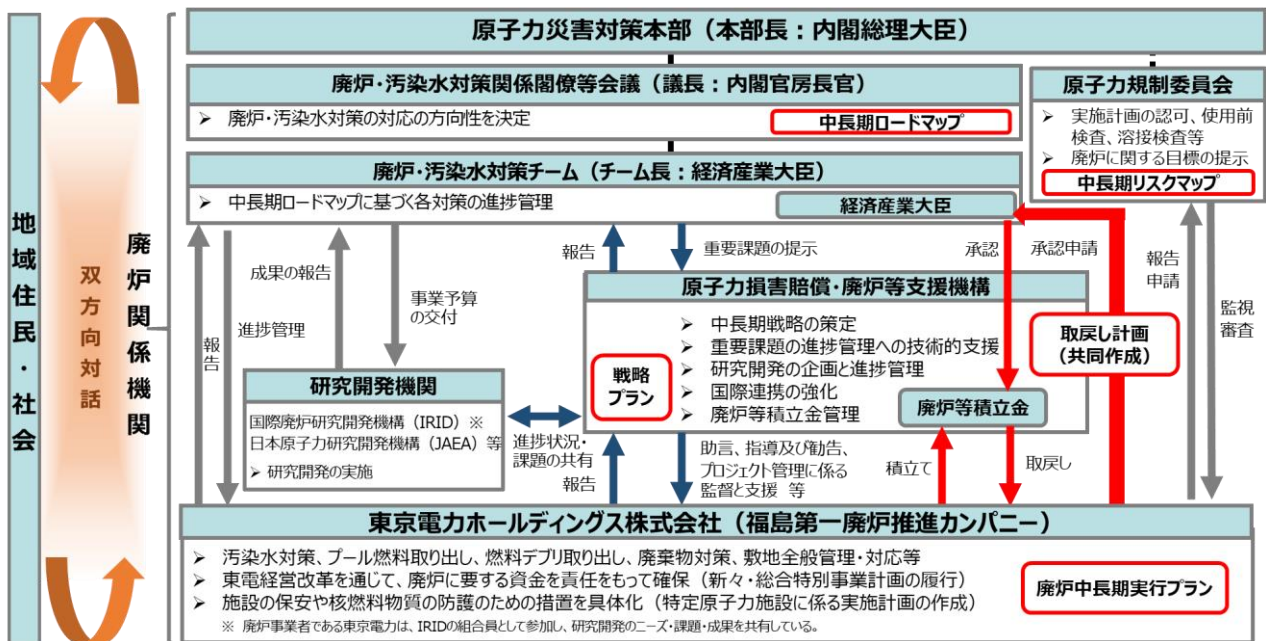 原子力災害対策本部（本部長：内閣総理大臣）
廃炉・汚染水対策関係閣僚等会議（議長：内閣官房長官）
➢ 廃炉・汚染水対策の対応の方向性を決定
中長期ロードマップ
原子力規制委員会
➢ 実施計画の認可、使用前
検査、溶接検査等
➢ 廃炉に関する目標の提示
中長期リスクマップ
廃炉・汚染水対策チーム（チーム長：経済産業大臣）
➢ 中長期ロードマップに基づく各対策の進捗管理
経済産業大臣
地域住民・社会
双方向対話
廃炉関係機関
報告
進捗管理
成果の報告
事業予算
の交付
報告
重要課題の提示
承認
承認申請
報告
申請
監視
審査
原子力損害賠償・廃炉等支援機構
➢ 中長期戦略の策定
➢ 重要課題の進捗管理への技術的支援
➢ 研究開発の企画と進捗管理
➢ 国際連携の強化
➢ 廃炉等積立金管理
戦略
プラン
廃炉等積立金
取戻し計画
（共同作成）
研究開発機関
国際廃炉研究開発機構（IRID）※
日本原子力研究開発機構（JAEA）等
➢ 研究開発の実施
進捗状況・
課題の共有
報告
助言、指導及び勧告、
プロジェクト管理に係る
監督と支援 等
積立て
取戻し
東京電力ホールディングス株式会社（福島第一廃炉推進カンパニー）
➢ 汚染水対策、プール燃料取り出し、燃料デブリ取り出し、廃棄物対策、敷地全般管理・対応等
➢ 東電経営改革を通じて、廃炉に要する資金を責任をもって確保（新々・総合特別事業計画の履行）
➢ 施設の保安や核燃料物質の防護のための措置を具体化（特定原子力施設に係る実施計画の作成）
※ 廃炉事業者である東京電力は、IRIDの組合員として参加し、研究開発のニーズ・課題・成果を共有している。
廃炉中長期実行プラン